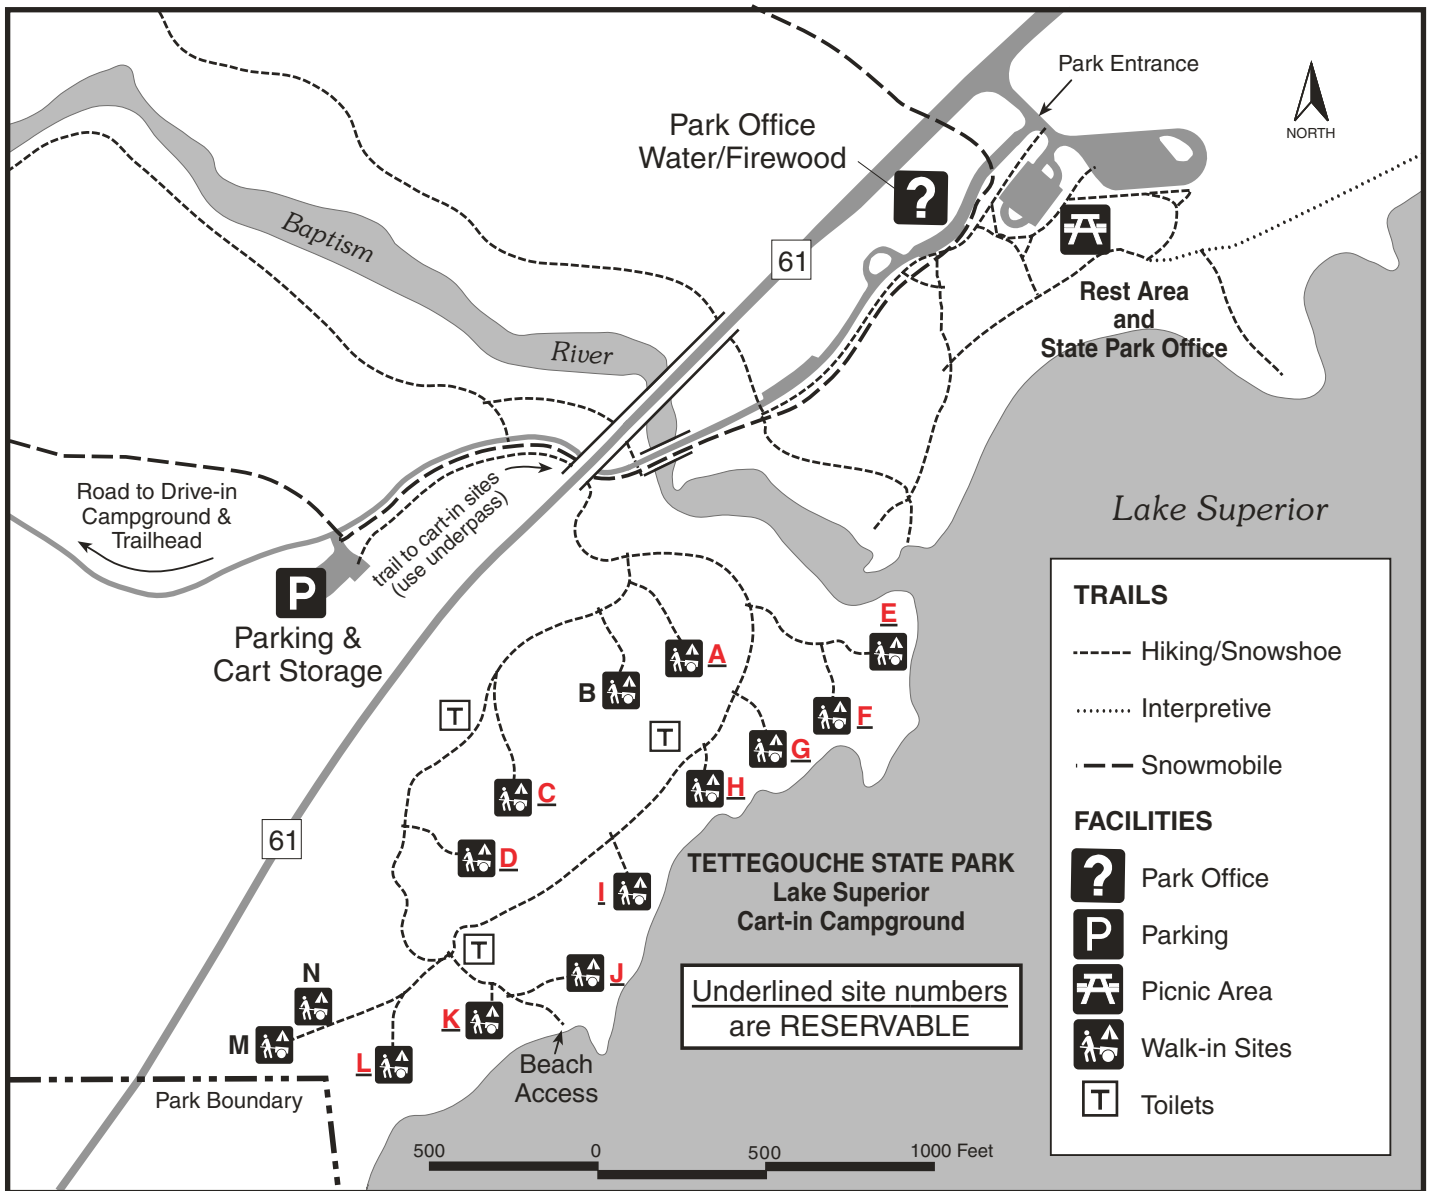 Park Entrance
NORTH
Park Office
Water/Firewood
?
Baptism
River
61
Rest Area
and
State Park Office
Road to Drive-in
Campground &
Trailhead
trail to cart-in sites
(use underpass)
Lake Superior
P
Parking &
Cart Storage
E
A
B
F
T
T
G
H
C
61
D
I
TETTEGOUCHE STATE PARK
Lake Superior
Cart-in Campground
T
J
N
K
M
L
Underlined site numbers
are RESERVABLE
Beach
Access
Park Boundary
500 0 500 1000 Feet
TRAILS
Hiking/Snowshoe
Interpretive
Snowmobile
FACILITIES
? Park Office
P Parking
Picnic Area
Walk-in Sites
T Toilets